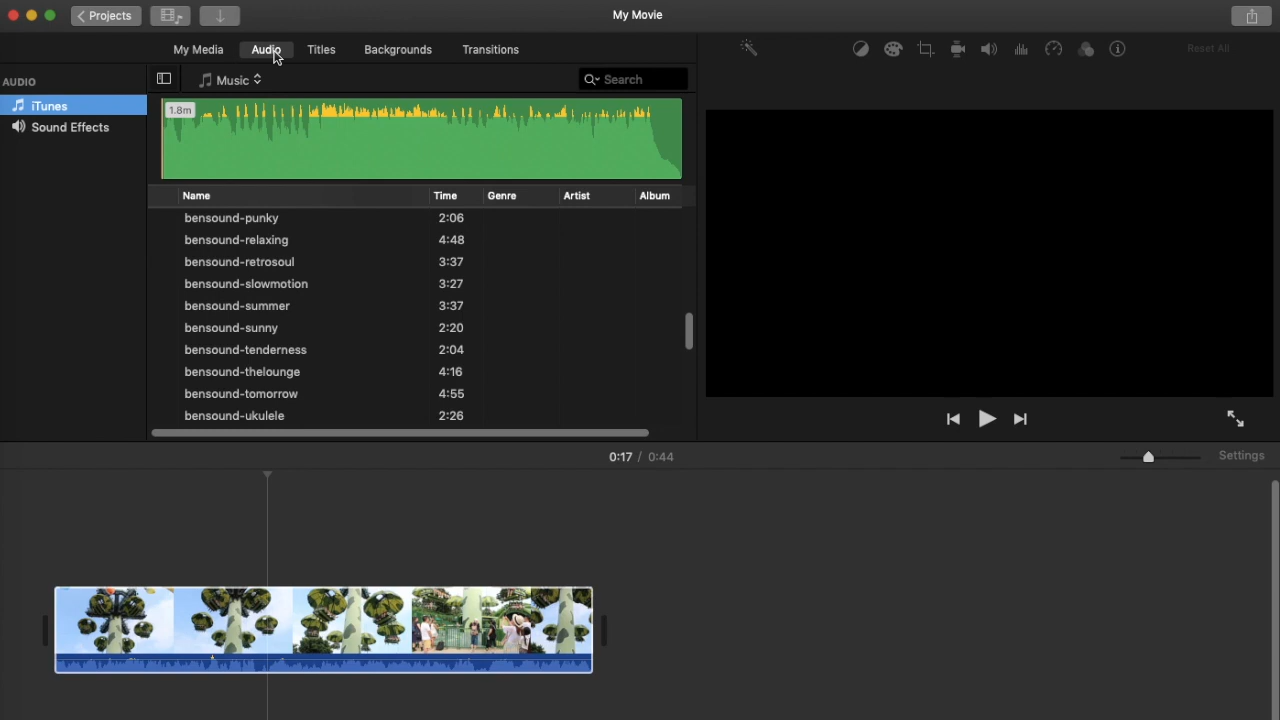 Projects
My Movie
My Media Audio Titles Backgrounds Transitions
Reset All
AUDIO
Music
Search
iTunes
Sound Effects
1.8m
Name Time Genre Artist Album
bensound-punky 2:06
bensound-relaxing 4:48
bensound-retrosoul 3:37
bensound-slowmotion 3:27
bensound-summer 3:37
bensound-sunny 2:20
bensound-tenderness 2:04
bensound-thelounge 4:16
bensound-tomorrow 4:55
bensound-ukulele 2:26
0:17 / 0:44
Settings